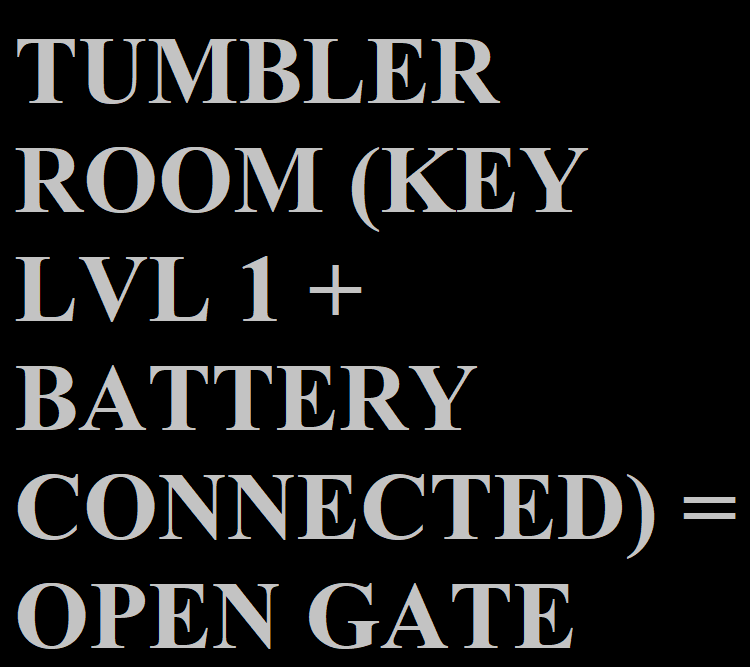 TUMBLER
ROOM (KEY
LVL 1 +
BATTERY
CONNECTED) =
OPEN GATE